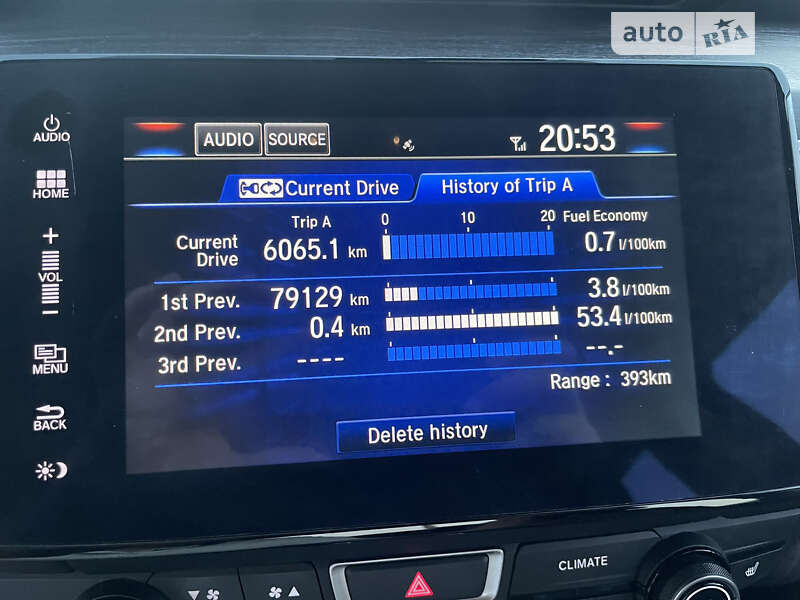 auto RIA
AUDIO
AUDIO SOURCE 20:53
HOME
Current Drive History of Trip A
Trip A 0 10 20 Fuel Economy
Current Drive 6065.1 km 0.7 l/100km
VOL
1st Prev. 79129 km 3.8 l/100km
2nd Prev. 0.4 km 53.4 l/100km
3rd Prev. ---- --.-
MENU
Range : 393km
BACK
Delete history
CLIMATE